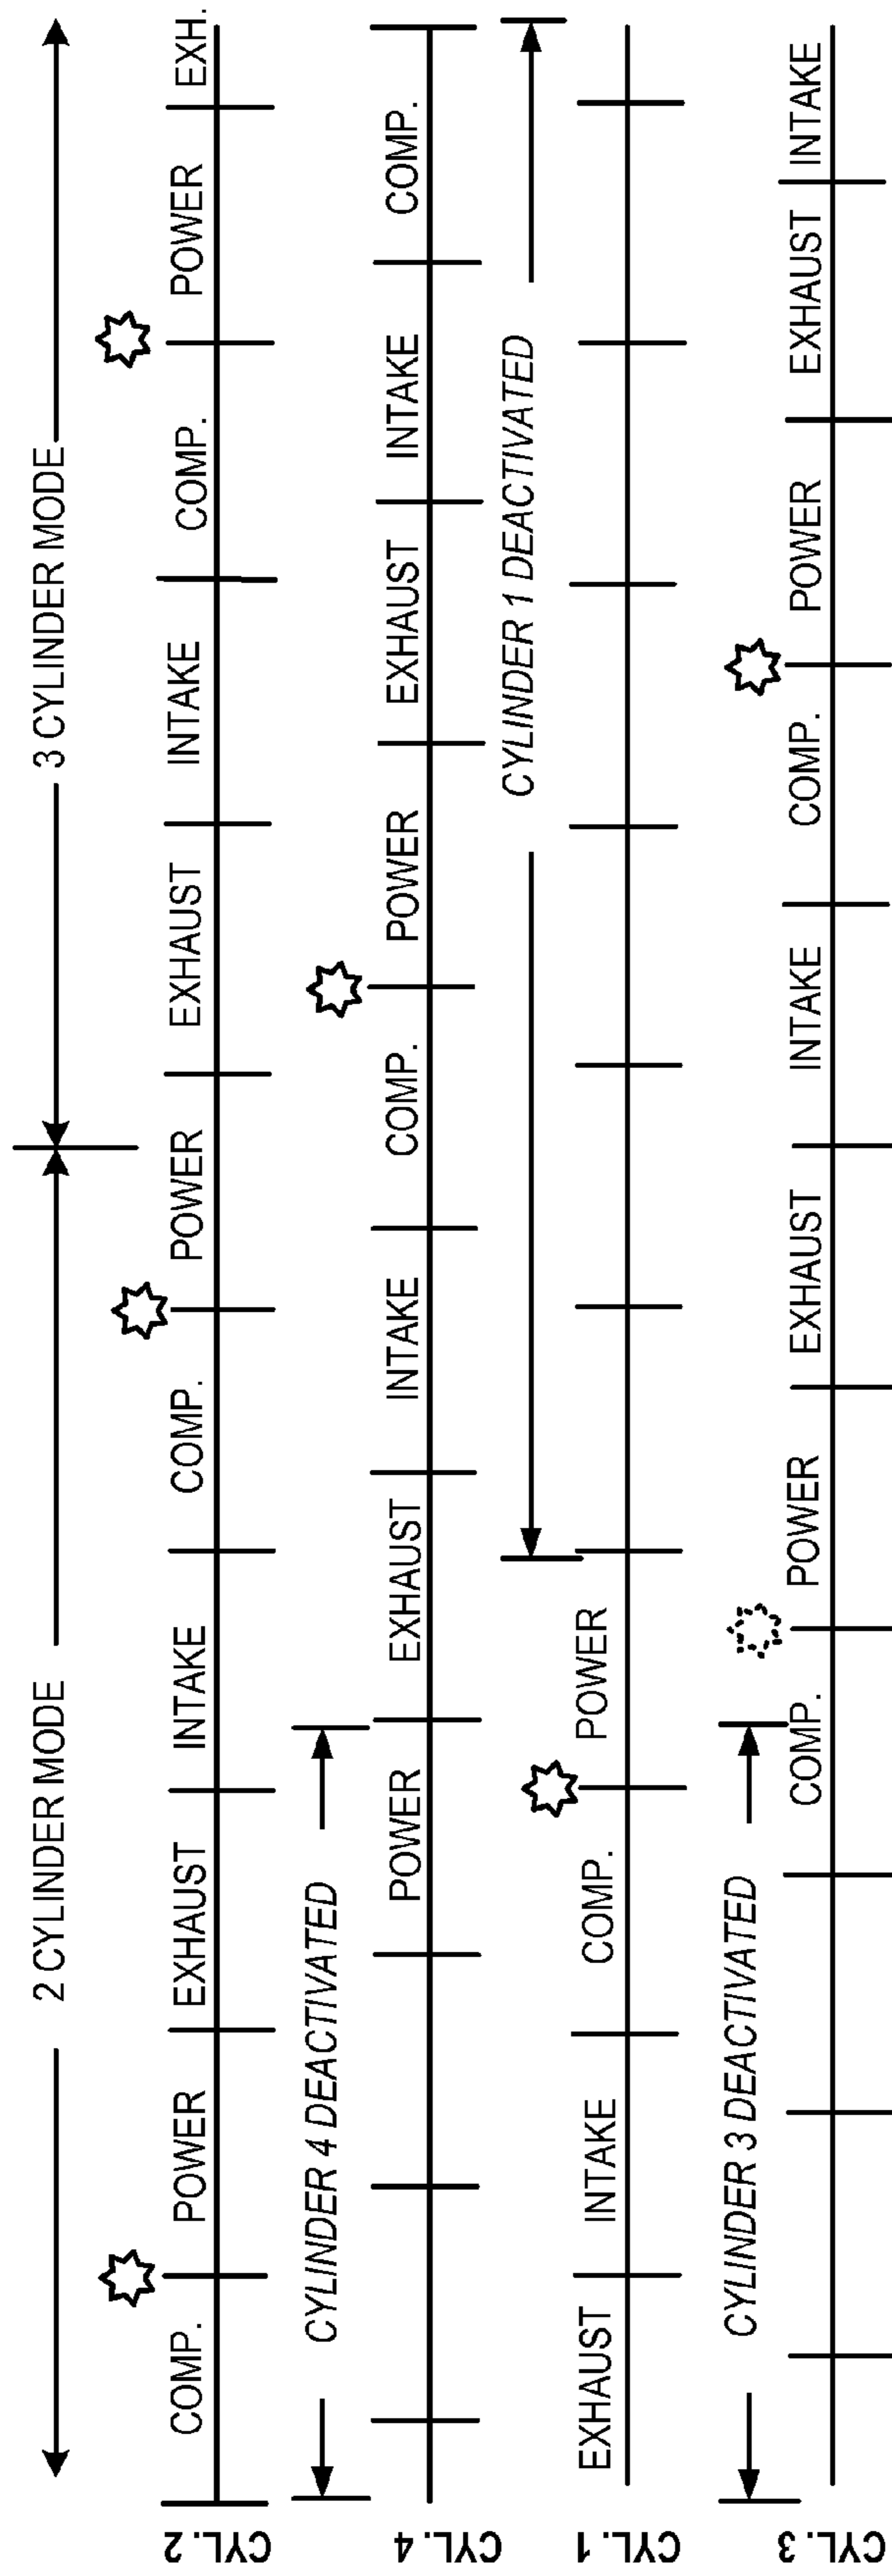 2 CYLINDER MODE 3 CYLINDER MODE
CYL. 2 COMP. POWER EXHAUST INTAKE COMP. POWER EXHAUST INTAKE COMP. POWER EXH.
CYLINDER 4 DEACTIVATED
CYL. 4 POWER EXHAUST INTAKE COMP. POWER EXHAUST INTAKE COMP.
CYLINDER 1 DEACTIVATED
CYL. 1 EXHAUST INTAKE COMP. POWER
CYLINDER 3 DEACTIVATED
CYL. 3 COMP. POWER EXHAUST INTAKE COMP. POWER EXHAUST INTAKE